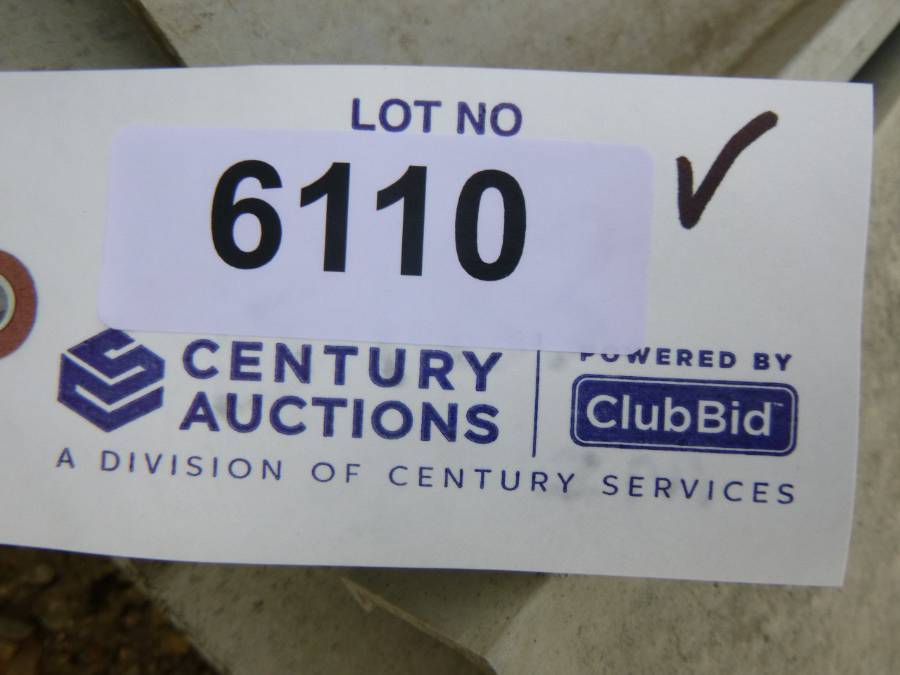 LOT NO
6110
CENTURY
AUCTIONS
POWERED BY
ClubBid™
A DIVISION OF CENTURY SERVICES